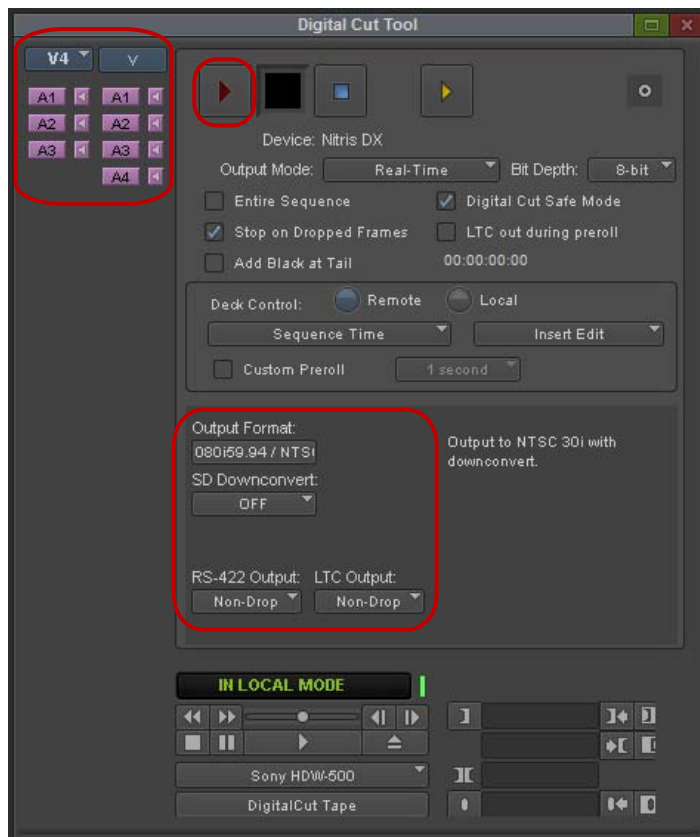 Digital Cut Tool
V4 V
A1 A1
A2 A2
A3 A3
A4
Device: Nitris DX
Output Mode: Real-Time Bit Depth: 8-bit
Entire Sequence Digital Cut Safe Mode
Stop on Dropped Frames LTC out during preroll
Add Black at Tail 00:00:00:00
Deck Control: Remote Local
Sequence Time Insert Edit
Custom Preroll 1 second
Output Format:
080i59.94 / NTS
Output to NTSC 30i with
downconvert.
SD Downconvert:
OFF
RS-422 Output: LTC Output:
Non-Drop Non-Drop
IN LOCAL MODE
Sony HDW-500
DigitalCut Tape